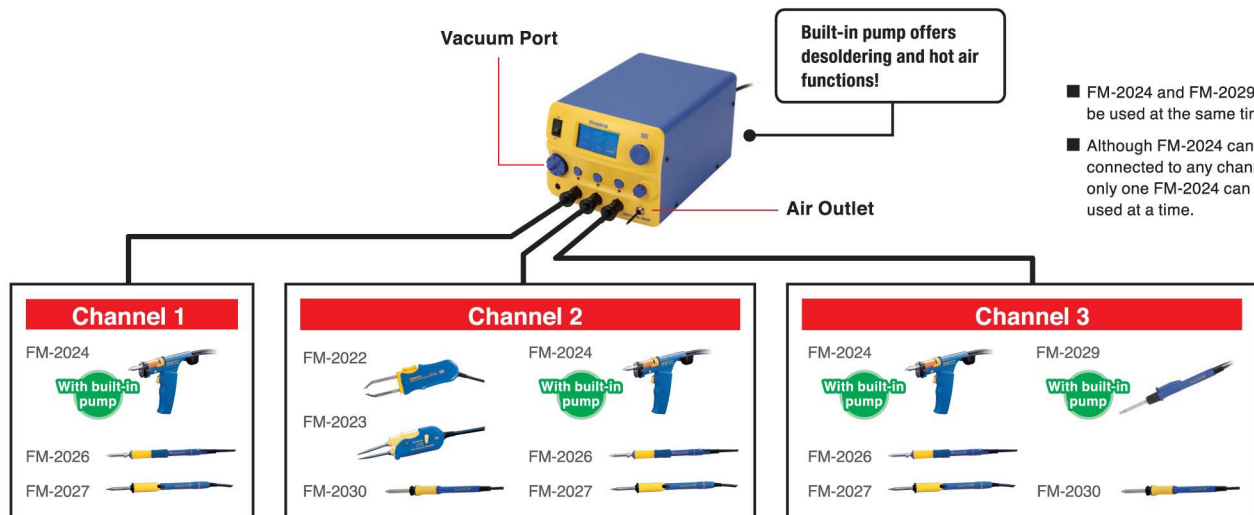 Vacuum Port
Built-in pump offers
desoldering and hot air
functions!
HAKKO
Air Outlet
FM-2024 and FM-2029
be used at the same
Although FM-2024 can
connected to any
only one FM-2024 can
used at a time.
Channel 1
FM-2024
With built-in
pump
FM-2026
FM-2027
Channel 2
FM-2022
FM-2023
FM-2030
FM-2024
With built-in
pump
FM-2026
FM-2027
Channel 3
FM-2024
With built-in
pump
FM-2026
FM-2027
FM-2029
With built-in
pump
FM-2030